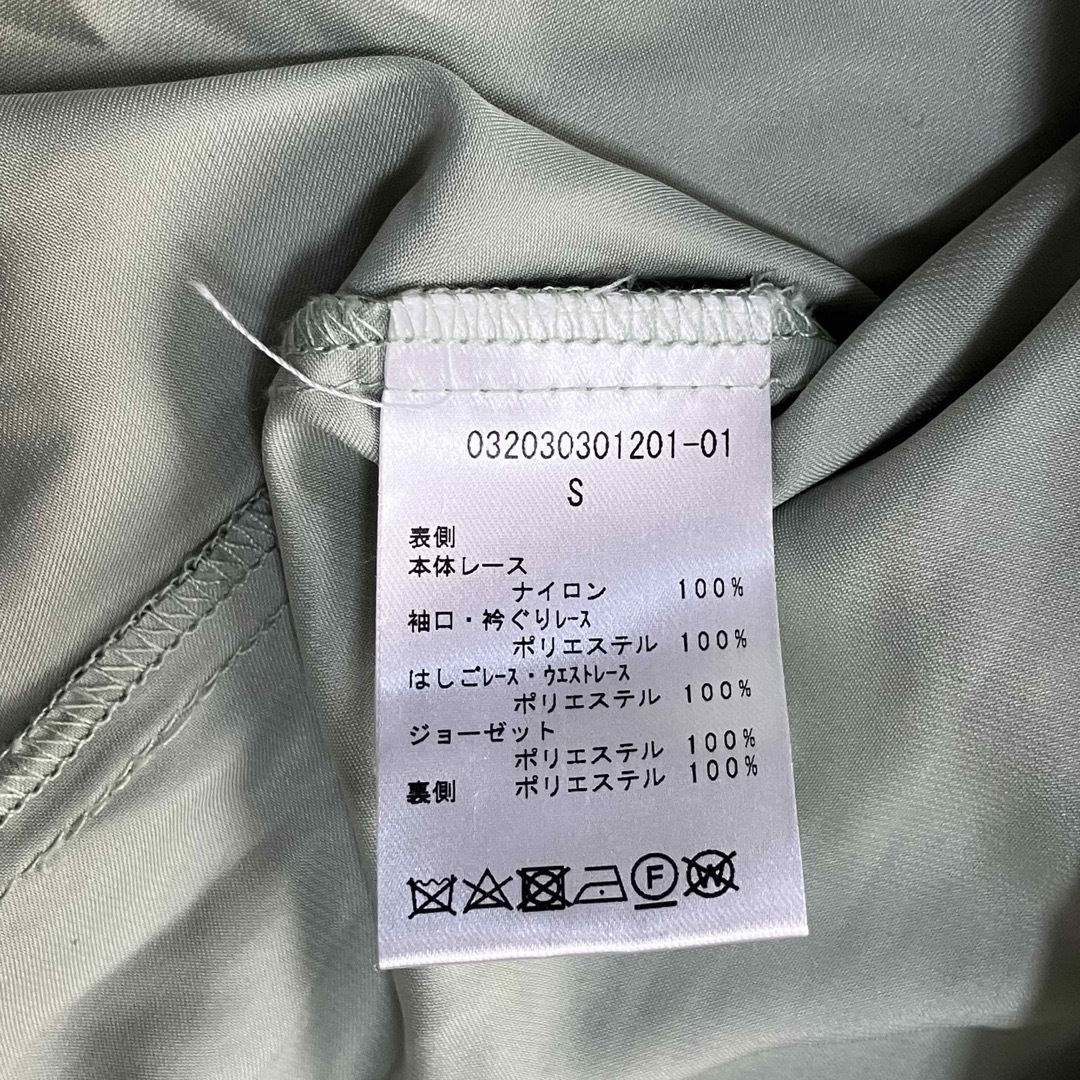 032030301201-01
S
表側
本体レース
ナイロン 100%
袖口・衿ぐりﾚｰｽ
ポリエステル 100%
はしごﾚｰｽ・ｳｴｽﾄﾚｰｽ
ポリエステル 100%
ジョーゼット
ポリエステル 100%
裏側 ポリエステル 100%
F W